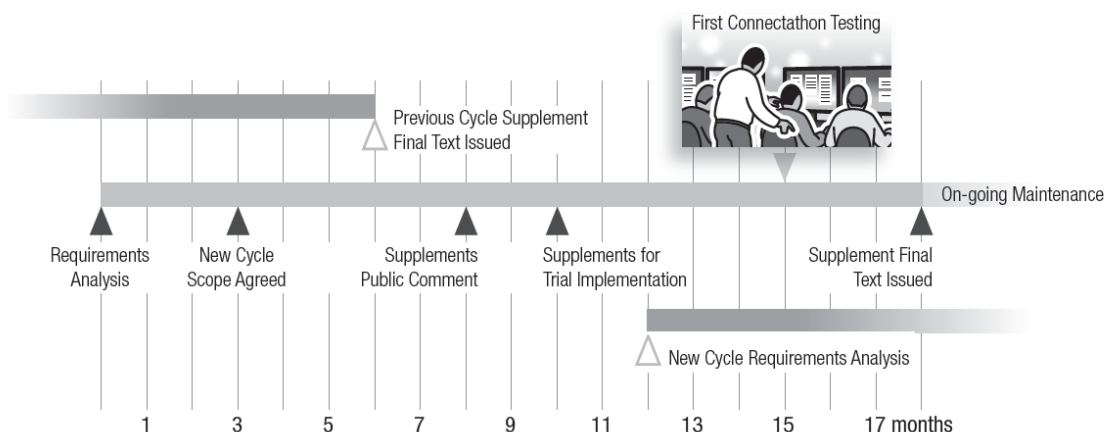 First Connectathon Testing
Previous Cycle Supplement
Final Text Issued
On-going Maintenance
Requirements
Analysis
New Cycle
Scope Agreed
Supplements
Public Comment
Supplements for
Trial Implementation
Supplement Final
Text Issued
New Cycle Requirements Analysis
1 3 5 7 9 11 13 15 17 months